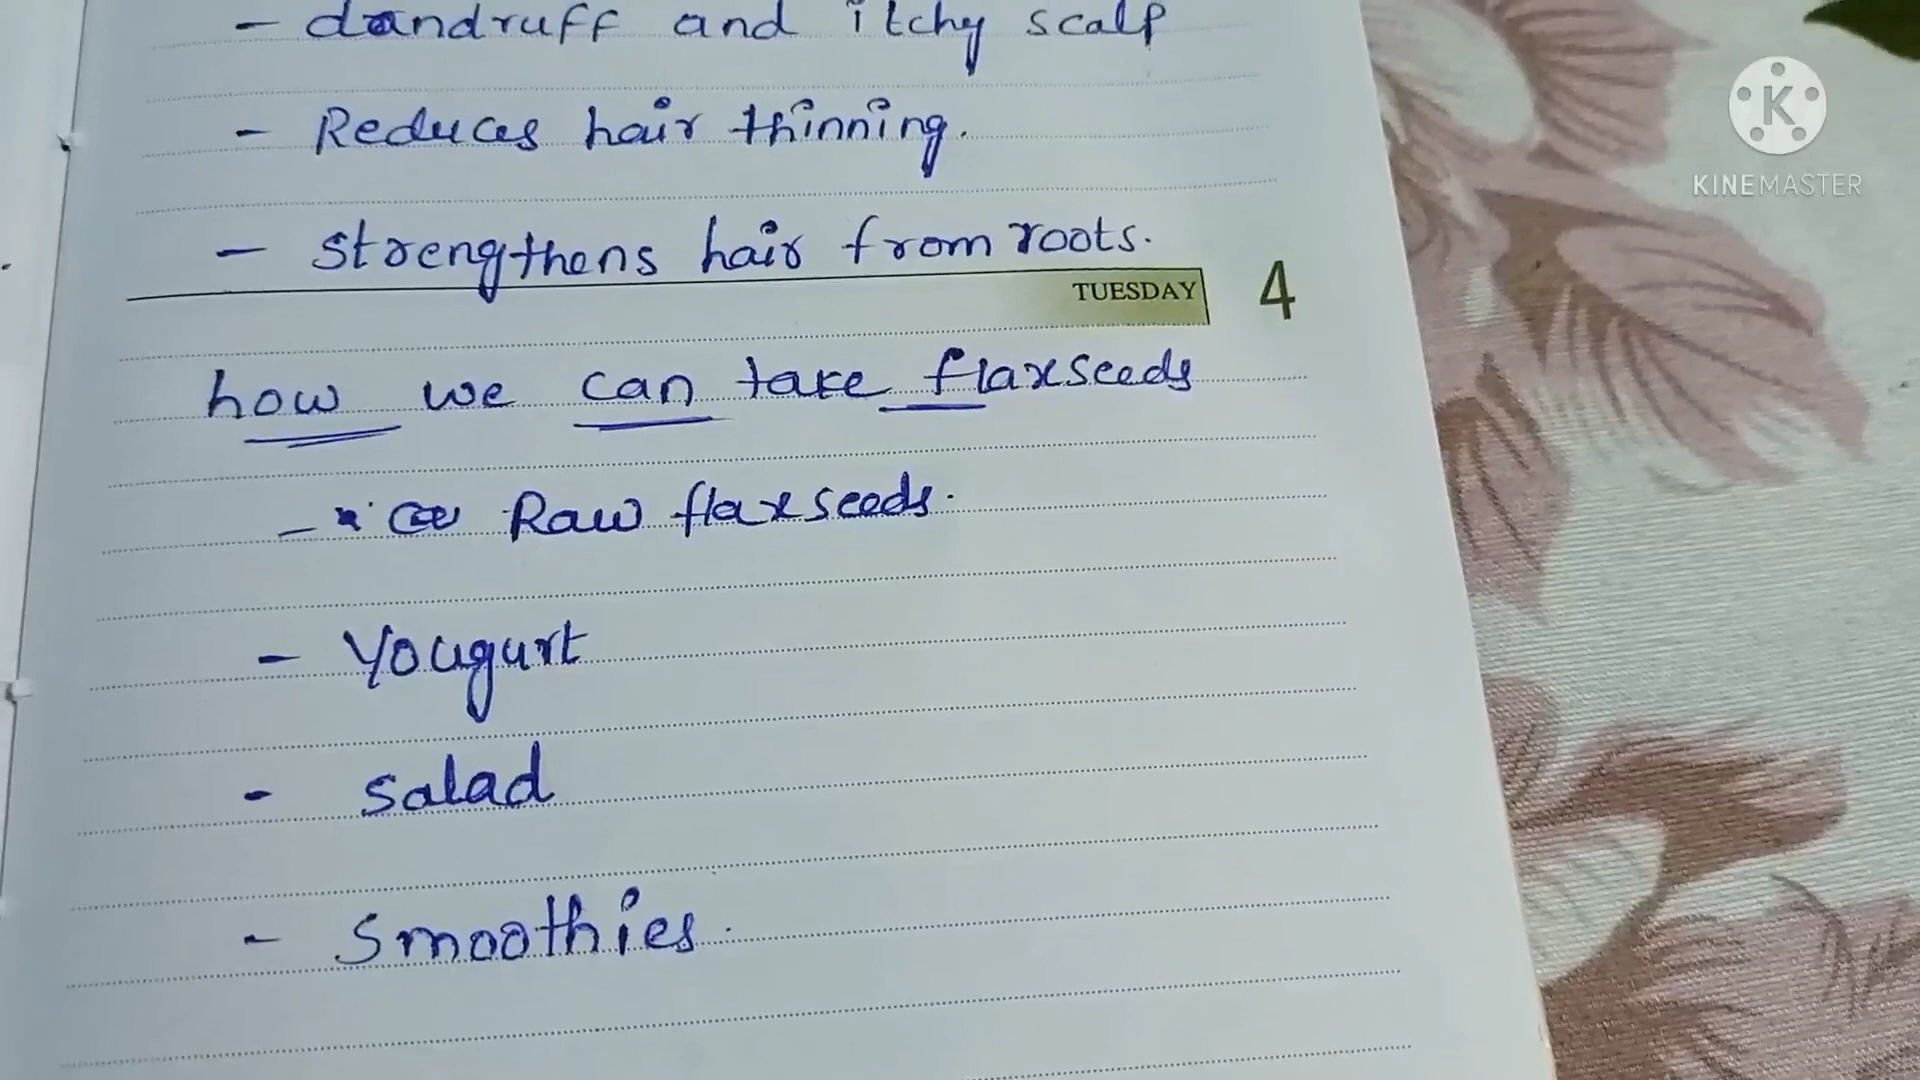 - dandruff and itchy scalp
- Reduces hair thinning.
- Strengthens hair from roots.
TUESDAY 4
how we can take flaxseeds
- Raw flaxseeds.
- Yougurt
- Salad
- Smoothies.
K
KINEMASTER